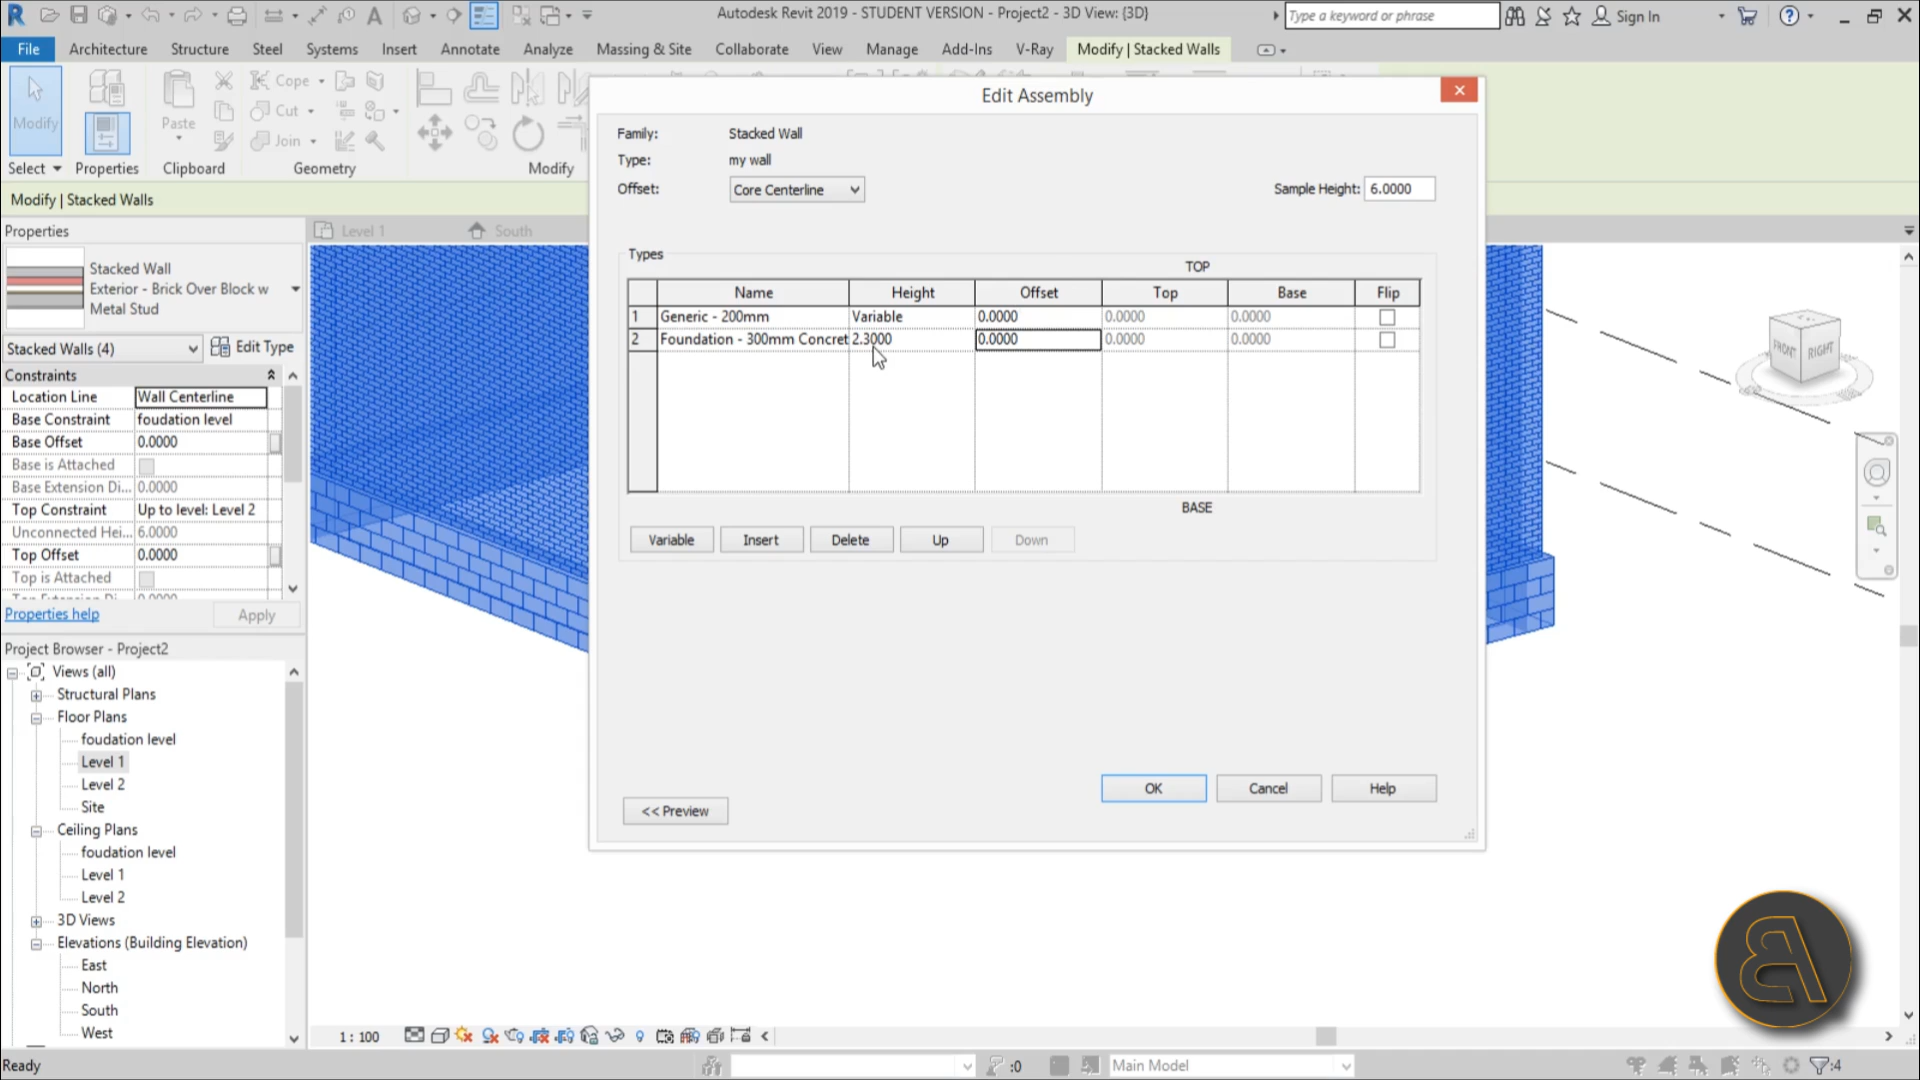 Autodesk Revit 2019 - STUDENT VERSION - Project2 - 3D View: {3D}
Type a keyword or phrase
Sign In
File Architecture Structure Steel Systems Insert Annotate Analyze Massing & Site Collaborate View Manage Add-Ins V-Ray Modify | Stacked Walls
Modify
Paste
Cope
Cut
Join
Select Properties Clipboard Geometry Modify
Modify | Stacked Walls
Properties
Stacked Wall
Exterior - Brick Over Block w
Metal Stud
Stacked Walls (4) Edit Type
Constraints
Location Line Wall Centerline
Base Constraint foudation level
Base Offset 0.0000
Base is Attached
Base Extension Di... 0.0000
Top Constraint Up to level: Level 2
Unconnected Hei... 6.0000
Top Offset 0.0000
Top is Attached
Properties help Apply
Project Browser - Project2
Views (all)
Structural Plans
Floor Plans
foudation level
Level 1
Level 2
Site
Ceiling Plans
foudation level
Level 1
Level 2
3D Views
Elevations (Building Elevation)
East
North
South
West
Ready
Level 1 South
Edit Assembly
Family: Stacked Wall
Type: my wall
Offset: Core Centerline
Sample Height: 6.0000
Types
TOP
Name Height Offset Top Base Flip
1 Generic - 200mm Variable 0.0000 0.0000 0.0000
2 Foundation - 300mm Concret 2.3000 0.0000 0.0000 0.0000
BASE
Variable Insert Delete Up Down
OK Cancel Help
<< Preview
FRONT RIGHT
1 : 100
:0
Main Model
:4